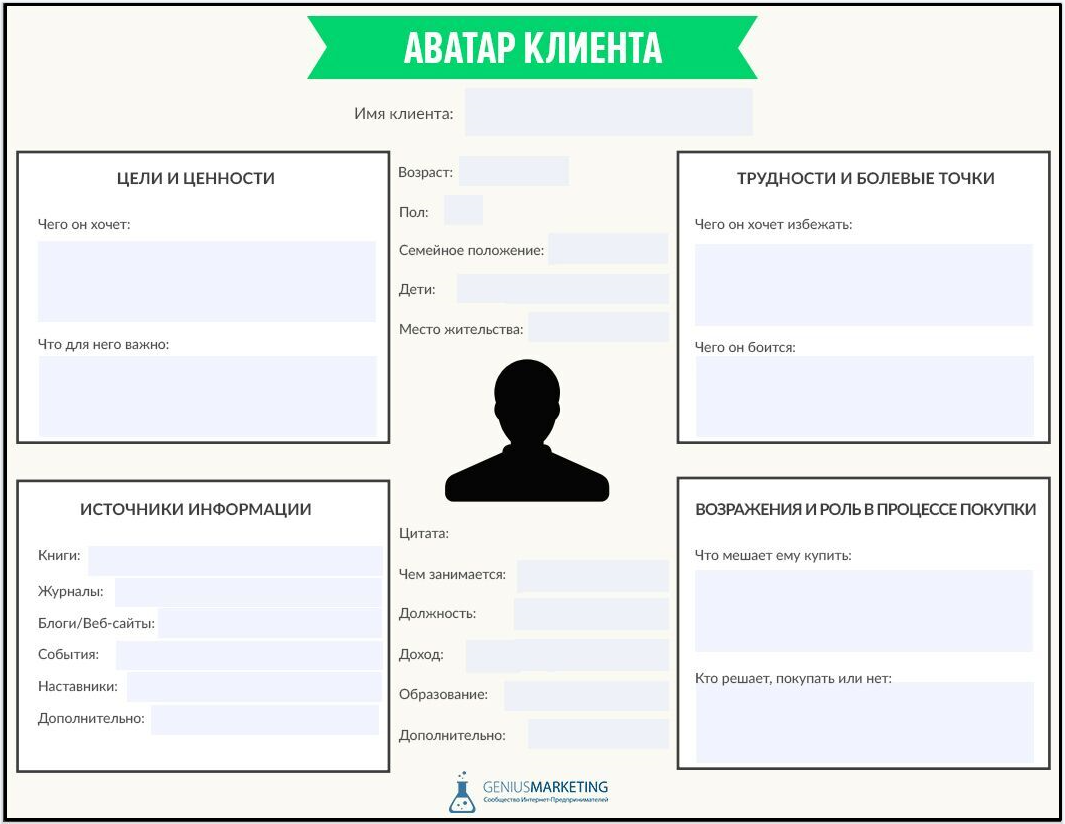 АВАТАР КЛИЕНТА
Имя клиента:
ЦЕЛИ И ЦЕННОСТИ
Чего он хочет:
Что для него важно:
Возраст:
Пол:
Семейное положение:
Дети:
Место жительства:
ТРУДНОСТИ И БОЛЕВЫЕ ТОЧКИ
Чего он хочет избежать:
Чего он боится:
ИСТОЧНИКИ ИНФОРМАЦИИ
Книги:
Журналы:
Блоги/Веб-сайты:
События:
Наставники:
Дополнительно:
Цитата:
Чем занимается:
Должность:
Доход:
Образование:
Дополнительно:
ВОЗРАЖЕНИЯ И РОЛЬ В ПРОЦЕССЕ ПОКУПКИ
Что мешает ему купить:
Кто решает, покупать или нет:
GENIUSMARKETING
Сообщество Интернет-Предпринимателей